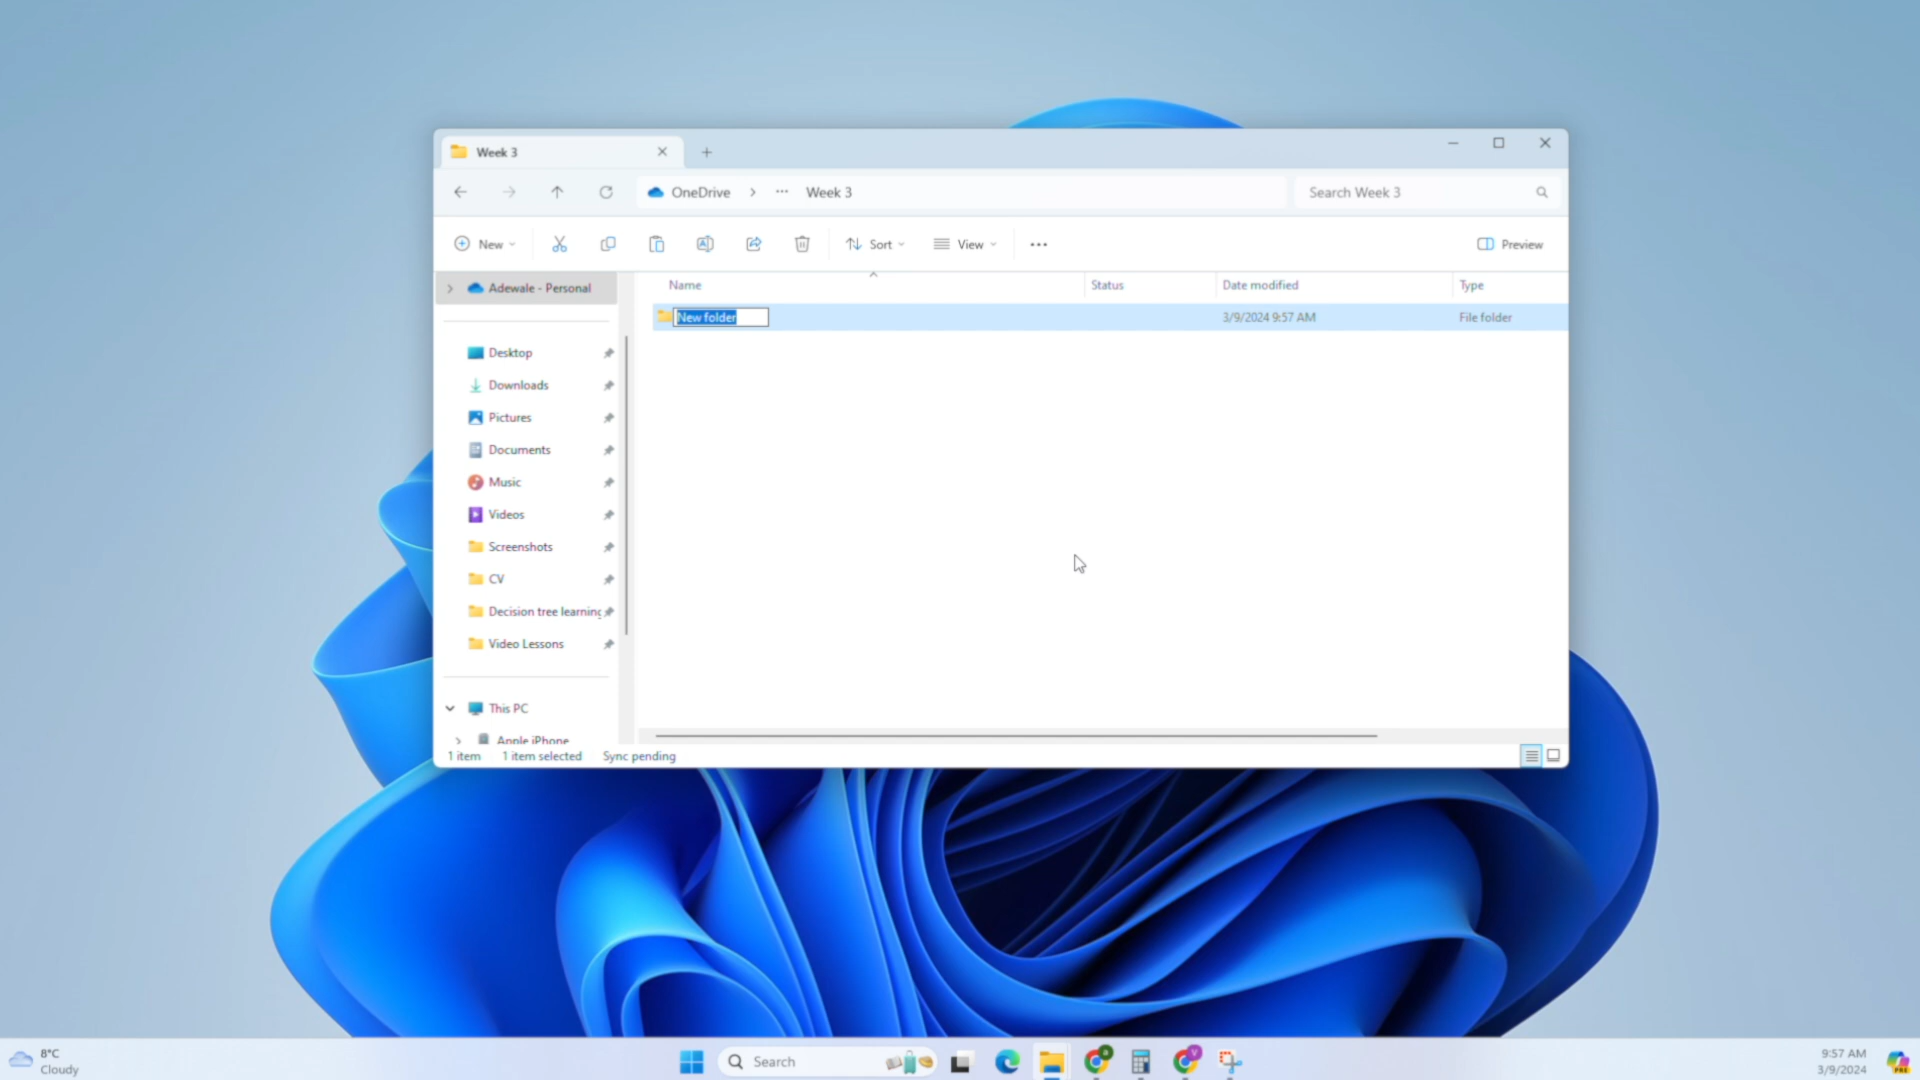 Week 3
OneDrive > ··· Week 3
Search Week 3
New
Sort
View
···
Preview
Adewale - Personal
Name
Status
Date modified
Type
New folder
3/9/2024 9:57 AM
File folder
Desktop
Downloads
Pictures
Documents
Music
Videos
Screenshots
CV
Decision tree learning
Video Lessons
This PC
Apple iPhone
1 item 1 item selected Sync pending
8°C
Cloudy
Search
9:57 AM
3/9/2024
PRE